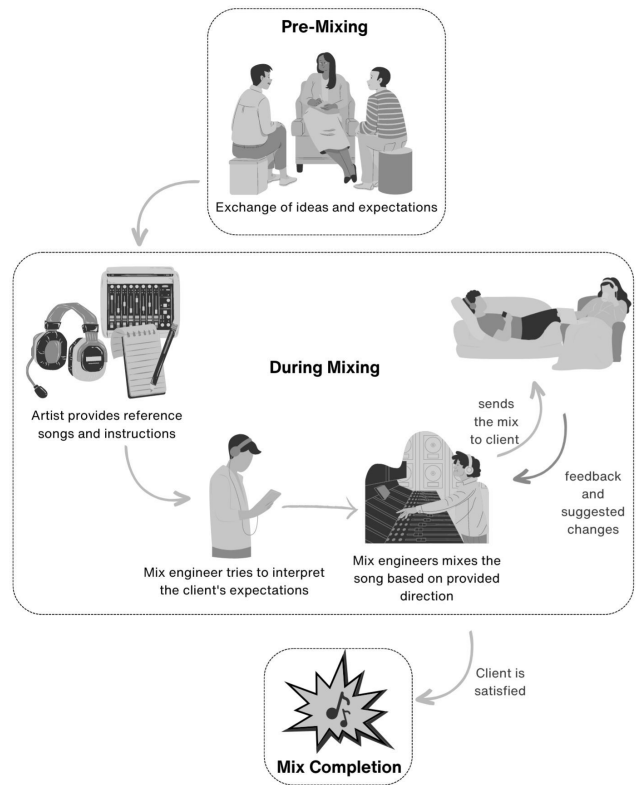 Pre-Mixing
Exchange of ideas and expectations
During Mixing
Artist provides reference
songs and instructions
Mix engineer tries to interpret
the client's expectations
Mix engineers mixes the
song based on provided
direction
sends
the mix
to client
feedback
and
suggested
changes
Client is
satisfied
Mix Completion